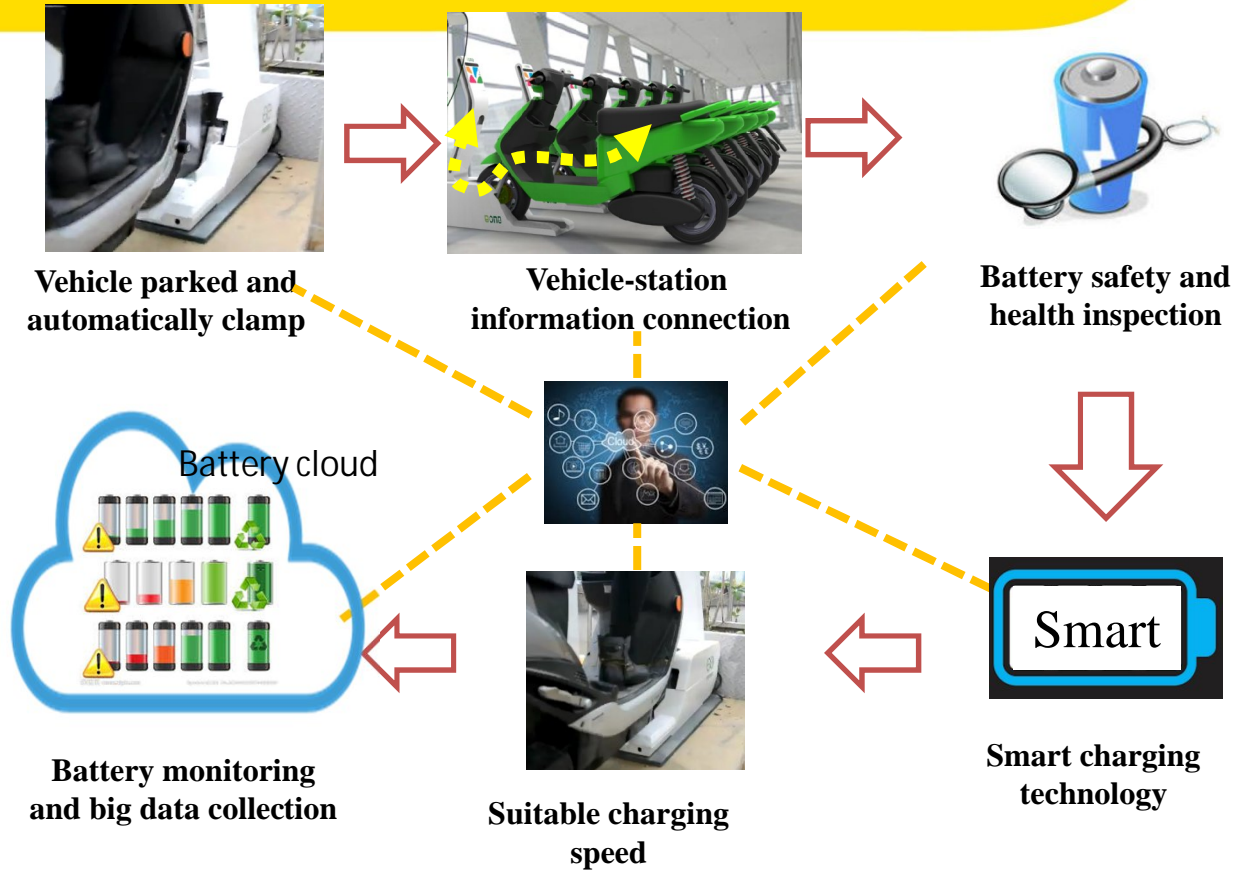 Vehicle parked and
automatically clamp
Vehicle-station
information connection
Battery safety and
health inspection
Battery cloud
Cloud
Smart
Battery monitoring
and big data collection
Suitable charging
speed
Smart charging
technology